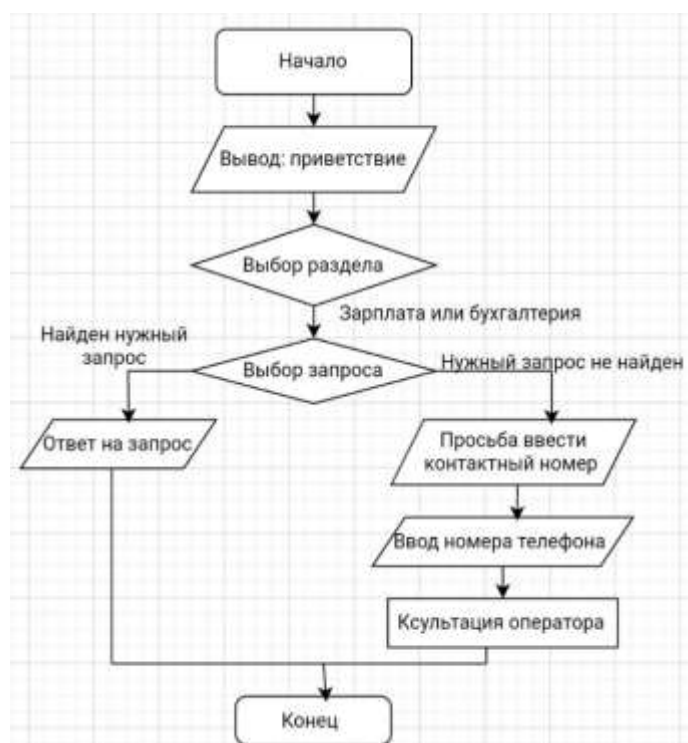 Начало
Вывод: приветствие
Выбор раздела
Зарплата или бухгалтерия
Найден нужный
запрос
Выбор запроса
Нужный запрос не найден
Ответ на запрос
Просьба ввести
контактный номер
Ввод номера телефона
Ксультация оператора
Конец